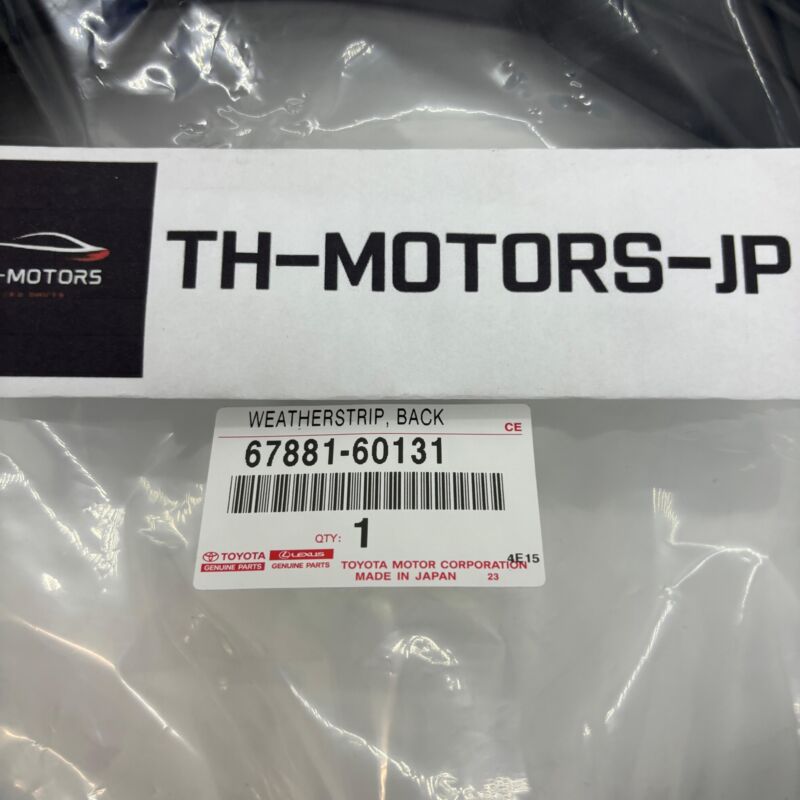 -MOTORS
TH-MOTORS-JP
WEATHERSTRIP, BACK
CE
67881-60131
QTY: 1
TOYOTA
GENUINE PARTS
LEXUS
GENUINE PARTS
TOYOTA MOTOR CORPORATION
4E15
MADE IN JAPAN 23